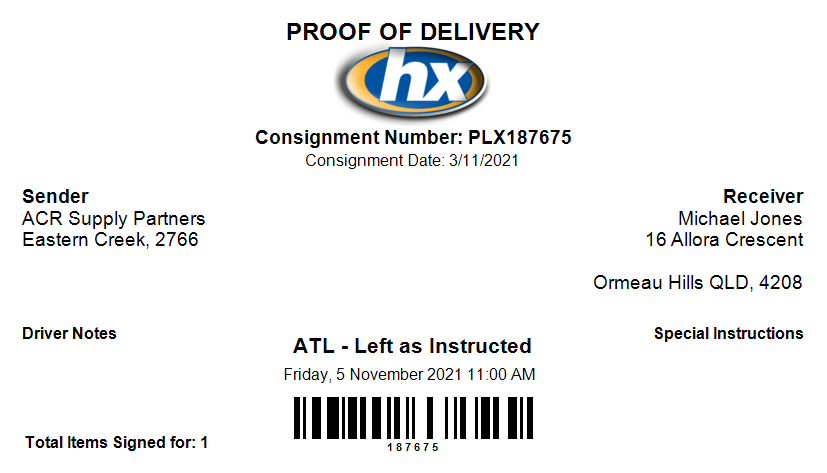 PROOF OF DELIVERY
hx
Consignment Number: PLX187675
Consignment Date: 3/11/2021
Sender
ACR Supply Partners
Eastern Creek, 2766
Receiver
Michael Jones
16 Allora Crescent
Ormeau Hills QLD, 4208
Driver Notes
Special Instructions
ATL - Left as Instructed
Friday, 5 November 2021 11:00 AM
187675
Total Items Signed for: 1